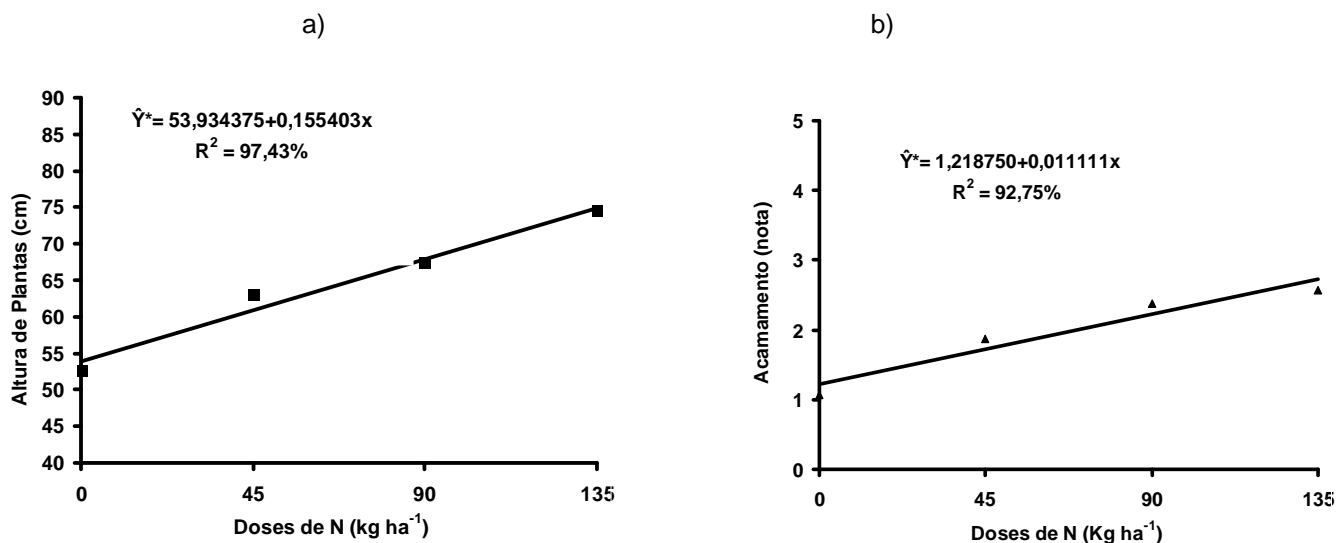 a)
90
85
80
75
70
65
60
55
50
45
40
Altura de Plantas (cm)
Ŷ*= 53,934375+0,155403x
R² = 97,43%
0 45 90 135
Doses de N (kg ha⁻¹)
b)
5
4
3
2
1
0
Acamamento (nota)
Ŷ*= 1,218750+0,011111x
R² = 92,75%
0 45 90 135
Doses de N (Kg ha⁻¹)